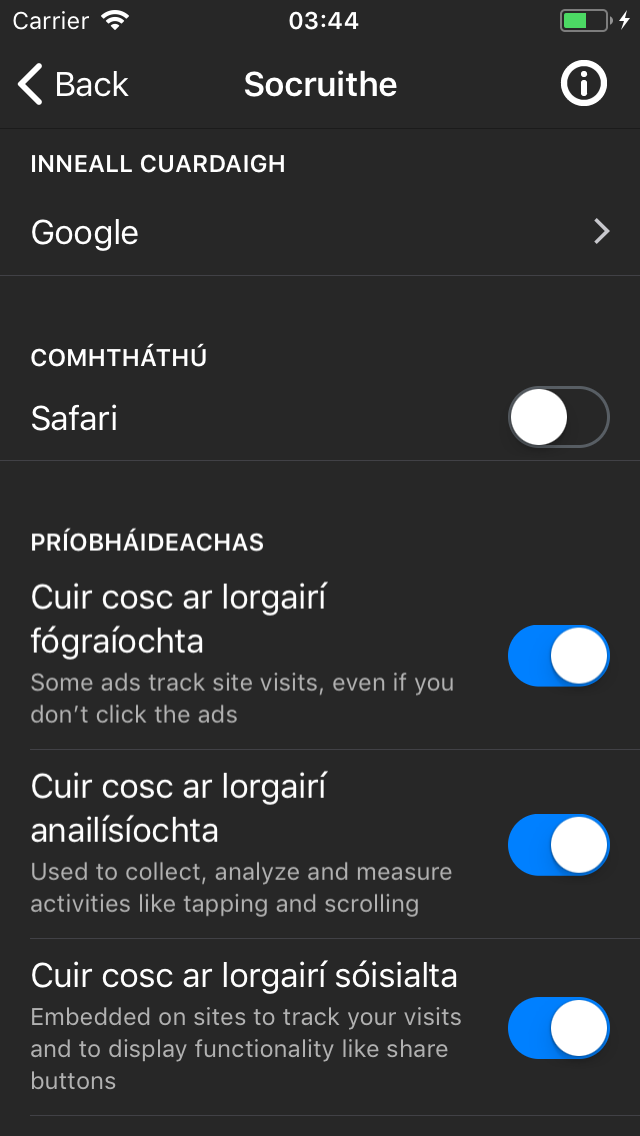 Carrier 03:44
Back Socruithe
INNEALL CUARDAIGH
Google
COMHTHÁTHÚ
Safari
PRÍOBHÁIDEACHAS
Cuir cosc ar lorgairí
fógraíochta
Some ads track site visits, even if you
don’t click the ads
Cuir cosc ar lorgairí
anailísíochta
Used to collect, analyze and measure
activities like tapping and scrolling
Cuir cosc ar lorgairí sóisialta
Embedded on sites to track your visits
and to display functionality like share
buttons